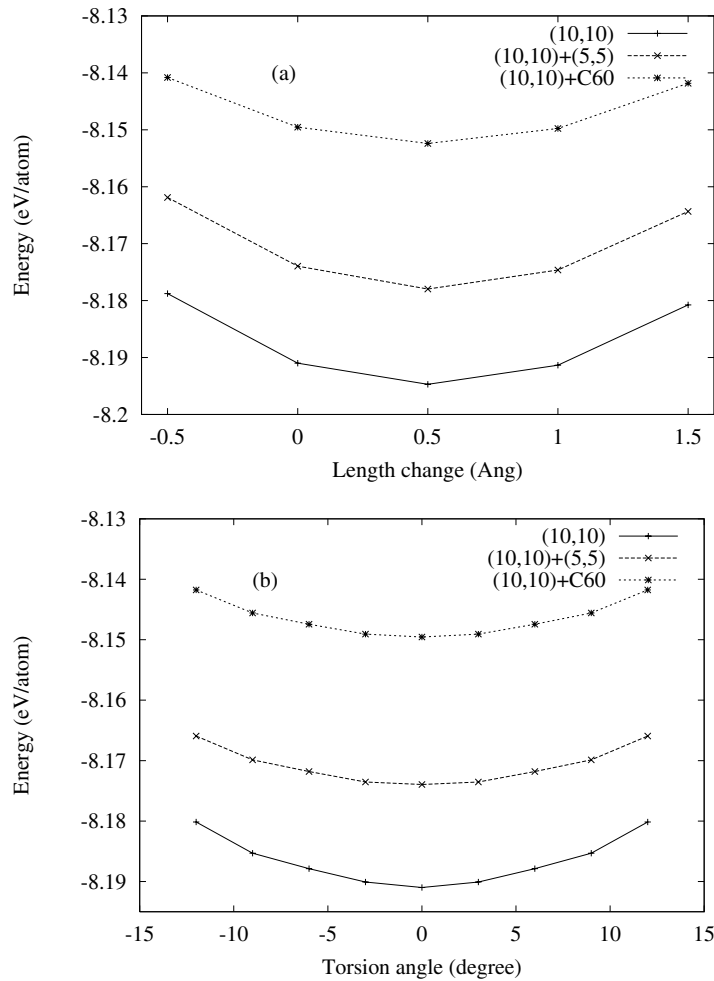 -8.13
-8.14
-8.15
-8.16
-8.17
-8.18
-8.19
-8.2
Energy (eV/atom)
(a)
(10,10)
(10,10)+(5,5)
(10,10)+C60
-0.5 0 0.5 1 1.5
Length change (Ang)
-8.13
-8.14
-8.15
-8.16
-8.17
-8.18
-8.19
Energy (eV/atom)
(b)
(10,10)
(10,10)+(5,5)
(10,10)+C60
-15 -10 -5 0 5 10 15
Torsion angle (degree)